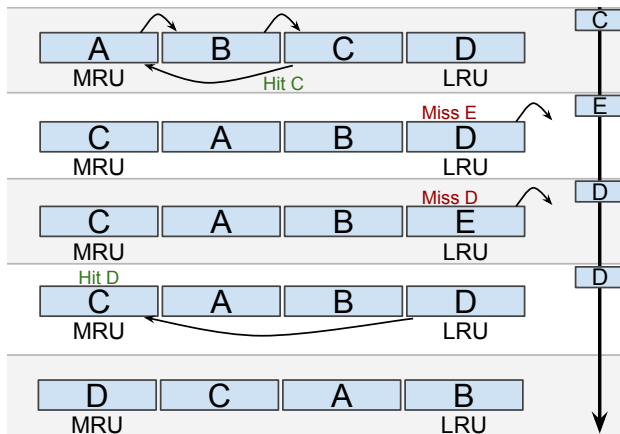 C
A B C D
MRU LRU
Hit C
E
Miss E
C A B D
MRU LRU
D
Miss D
C A B E
MRU LRU
D
Hit D
C A B D
MRU LRU
D C A B
MRU LRU